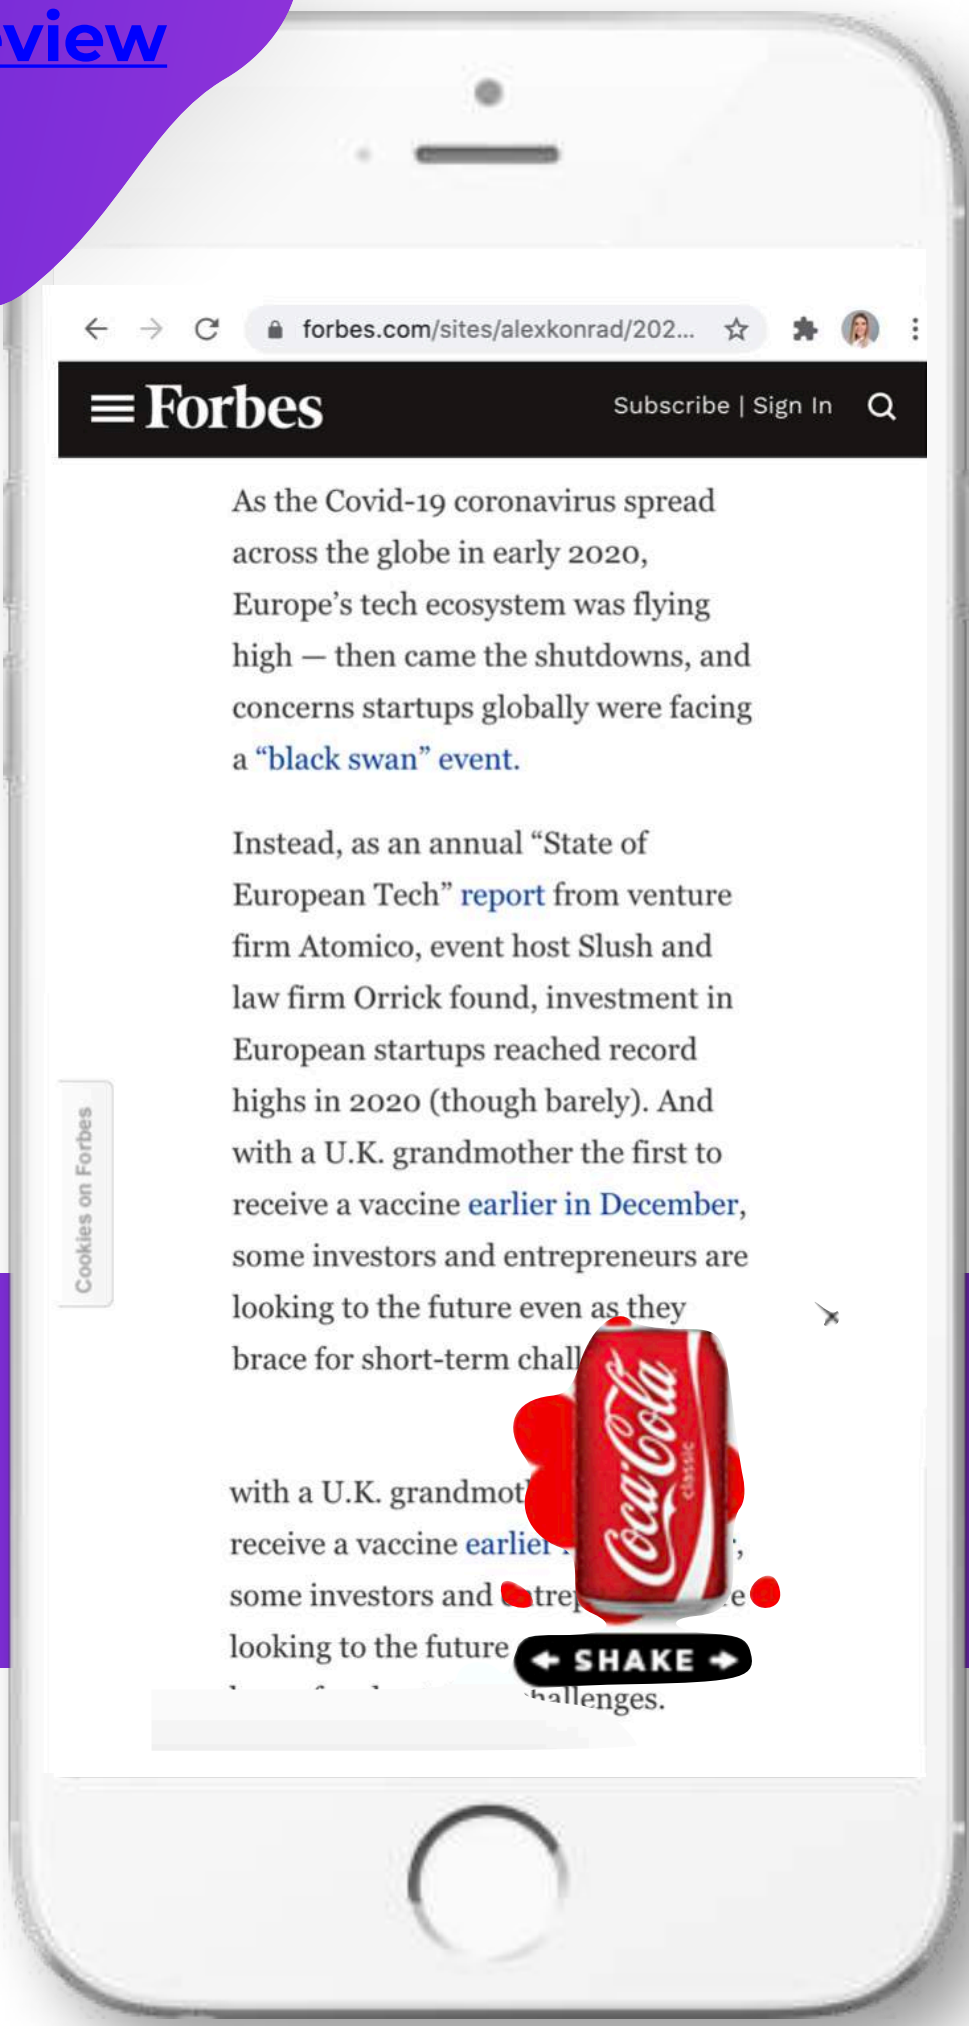 forbes.com/sites/alexkonrad/202...
Forbes
Subscribe | Sign In
As the Covid-19 coronavirus spread
across the globe in early 2020,
Europe's tech ecosystem was flying
high — then came the shutdowns, and
concerns startups globally were facing
a “black swan” event.
Instead, as an annual “State of
European Tech” report from venture
firm Atomico, event host Slush and
law firm Orrick found, investment in
European startups reached record
highs in 2020 (though barely). And
with a U.K. grandmother the first to
receive a vaccine earlier in December,
some investors and entrepreneurs are
looking to the future even as they
brace for short-term
Cookies on Forbes
Coca-Cola
classic
with a U.K.
receive a vaccine
some investors and
looking to the future
SHAKE